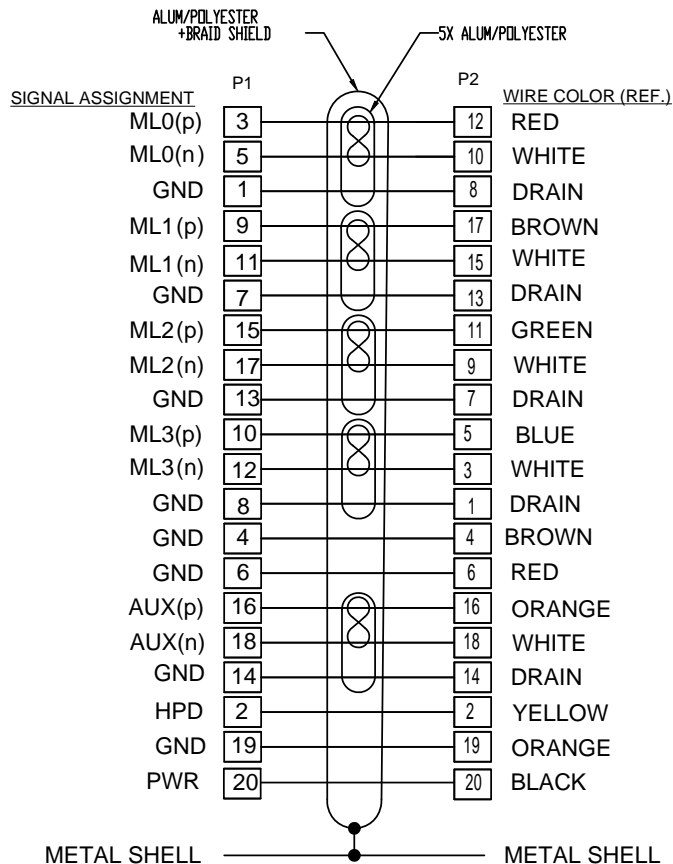 ALUM/POLYESTER
+BRAID SHIELD
5X ALUM/POLYESTER
P1 P2
SIGNAL ASSIGNMENT WIRE COLOR (REF.)
ML0(p) 3 12 RED
ML0(n) 5 10 WHITE
GND 1 8 DRAIN
ML1(p) 9 17 BROWN
ML1(n) 11 15 WHITE
GND 7 13 DRAIN
ML2(p) 15 11 GREEN
ML2(n) 17 9 WHITE
GND 13 7 DRAIN
ML3(p) 10 5 BLUE
ML3(n) 12 3 WHITE
GND 8 1 DRAIN
GND 4 4 BROWN
GND 6 6 RED
AUX(p) 16 16 ORANGE
AUX(n) 18 18 WHITE
GND 14 14 DRAIN
HPD 2 2 YELLOW
GND 19 19 ORANGE
PWR 20 20 BLACK
METAL SHELL METAL SHELL